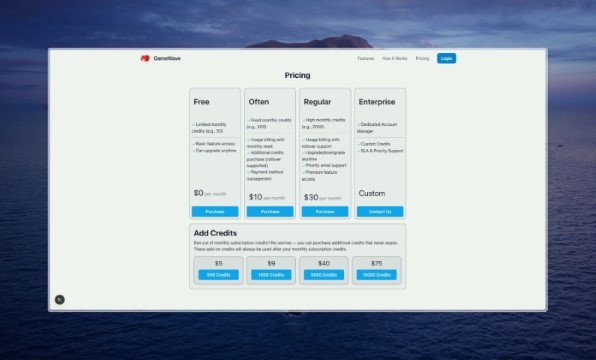 GameWave
Features How it Works Pricing Login
Pricing
Free
Limited monthly
credits (e.g., 50)
Basic feature access
Can upgrade anytime
$0 per month
Purchase
Often
Fixed monthly credits
(e.g., 500)
Usage billing with
monthly reset
Additional credits
purchase (rollover
supported)
Payment method
management
$10 per month
Purchase
Regular
High monthly credits
(e.g., 2000)
Usage billing with
rollover support
Upgrade/downgrade
anytime
Priority email support
Premium feature
access
$30 per month
Purchase
Enterprise
Dedicated Account
Manager
Custom Credits
SLA & Priority Support
Custom
Contact Us
Add Credits
Ran out of monthly subscription credits? No worries — you can purchase additional credits that never expire.
These add-on credits will always be used after your monthly subscription credits.
$5
500 Credits
$9
1000 Credits
$40
5000 Credits
$75
10000 Credits